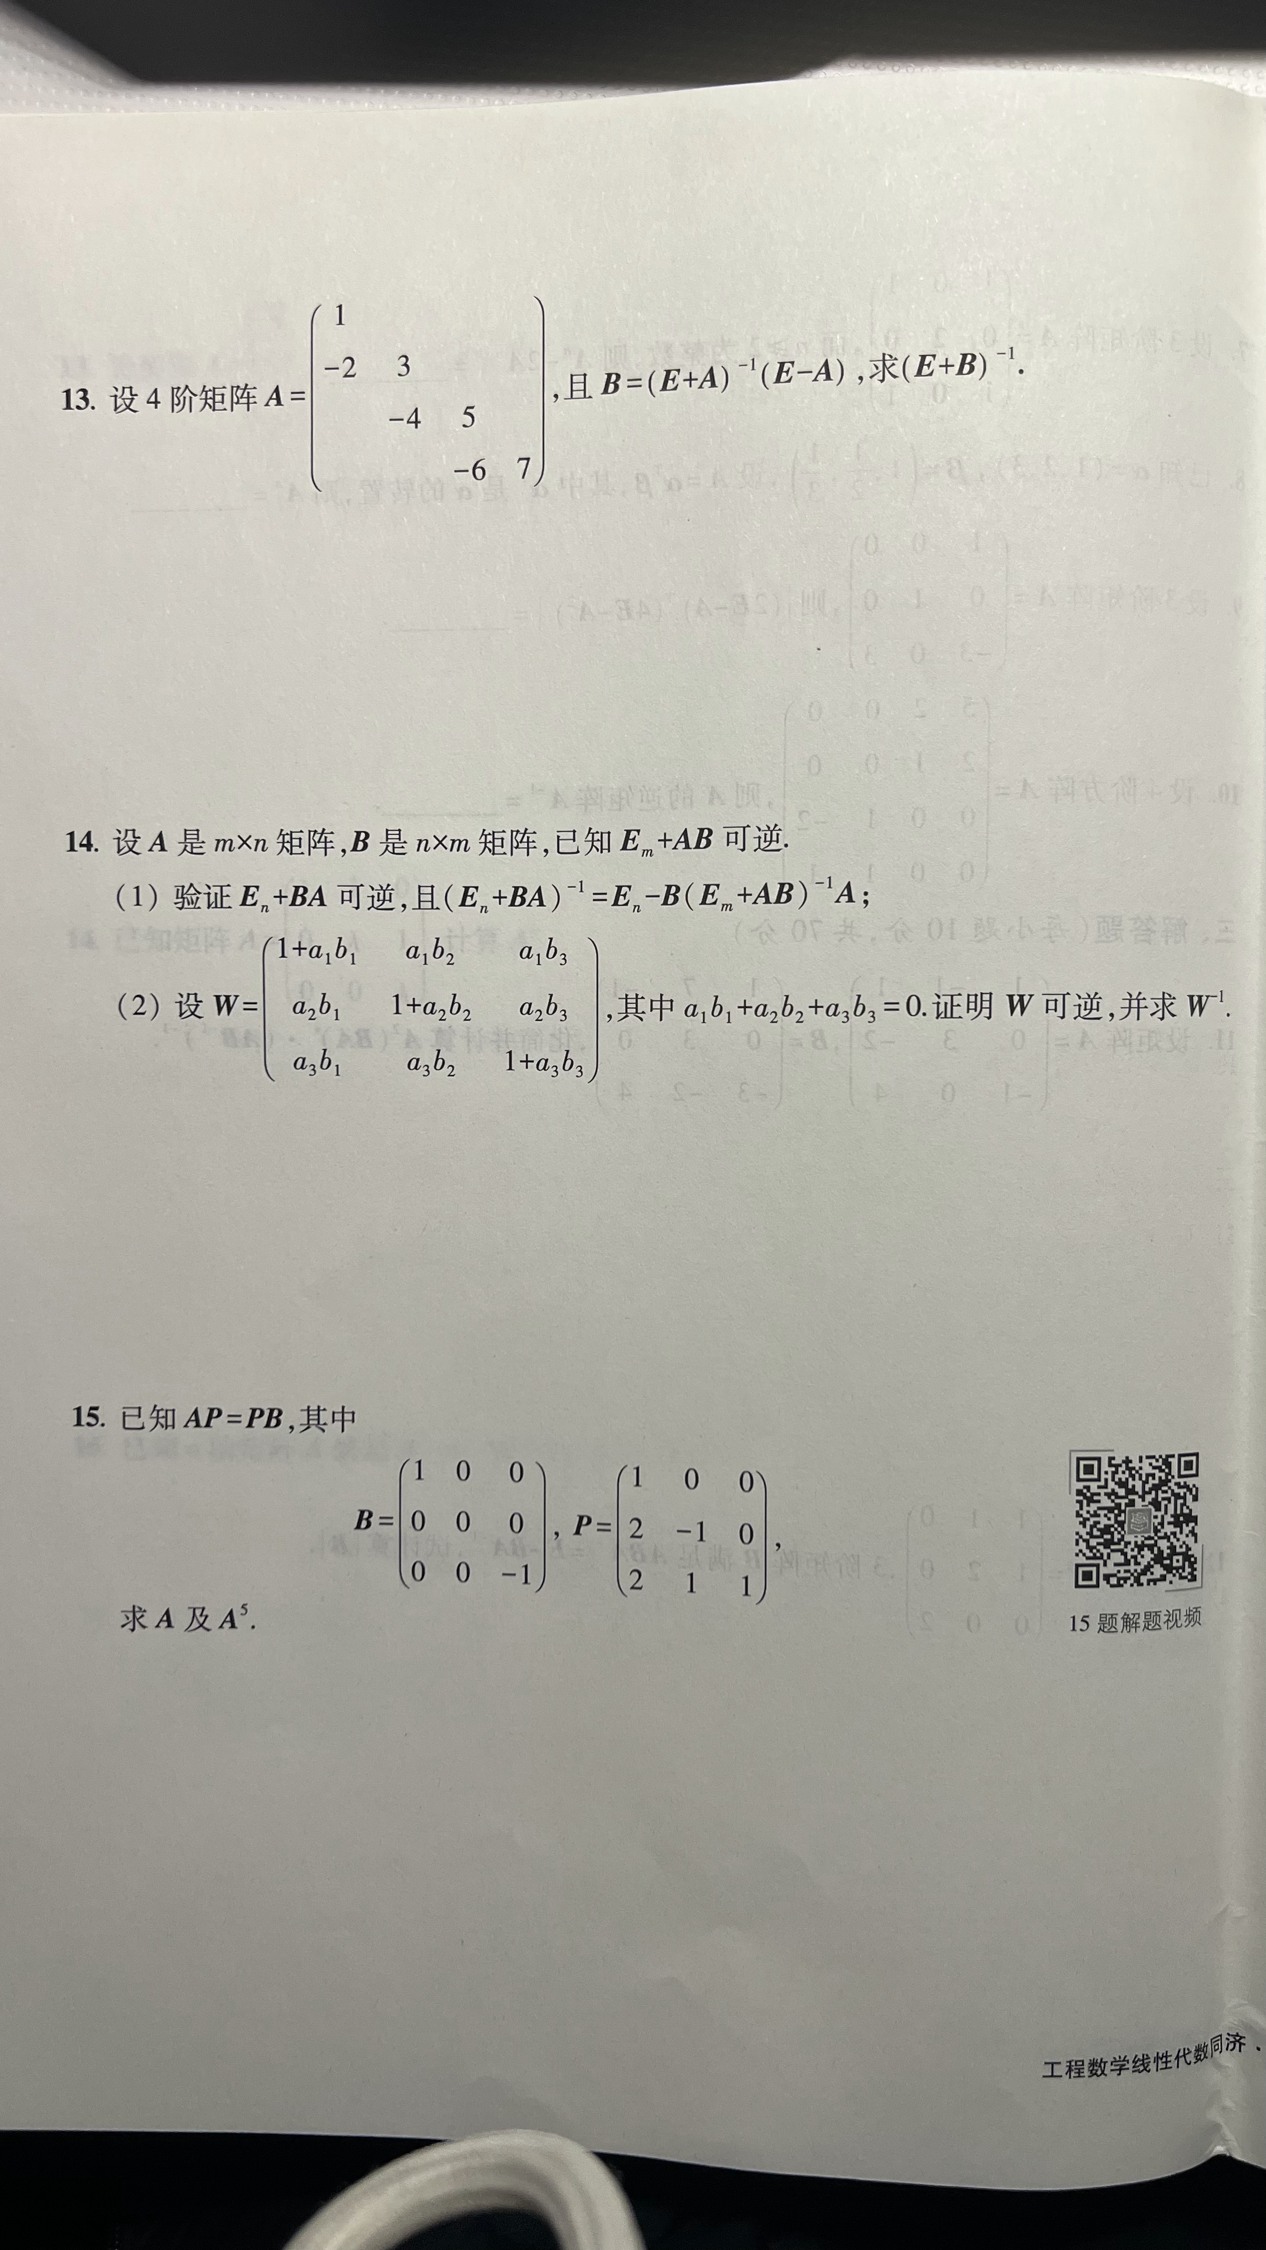 13. 设 4 阶矩阵 A = ( 1 ; -2 3 ; -4 5 ; -6 7 ), 且 B=(E+A)⁻¹(E-A), 求(E+B)⁻¹.
14. 设 A 是 m×n 矩阵, B 是 n×m 矩阵, 已知 Eₘ+AB 可逆.
(1) 验证 Eₙ+BA 可逆, 且(Eₙ+BA)⁻¹=Eₙ-B(Eₘ+AB)⁻¹A;
(2) 设 W= ( 1+a₁b₁ a₁b₂ a₁b₃ ; a₂b₁ 1+a₂b₂ a₂b₃ ; a₃b₁ a₃b₂ 1+a₃b₃ ), 其中 a₁b₁+a₂b₂+a₃b₃=0. 证明 W 可逆, 并求 W⁻¹.
15. 已知 AP=PB, 其中
B= ( 1 0 0 ; 0 0 0 ; 0 0 -1 ), P= ( 1 0 0 ; 2 -1 0 ; 2 1 1 ),
求 A 及 A⁵.
15 题解题视频
工程数学线性代数同济